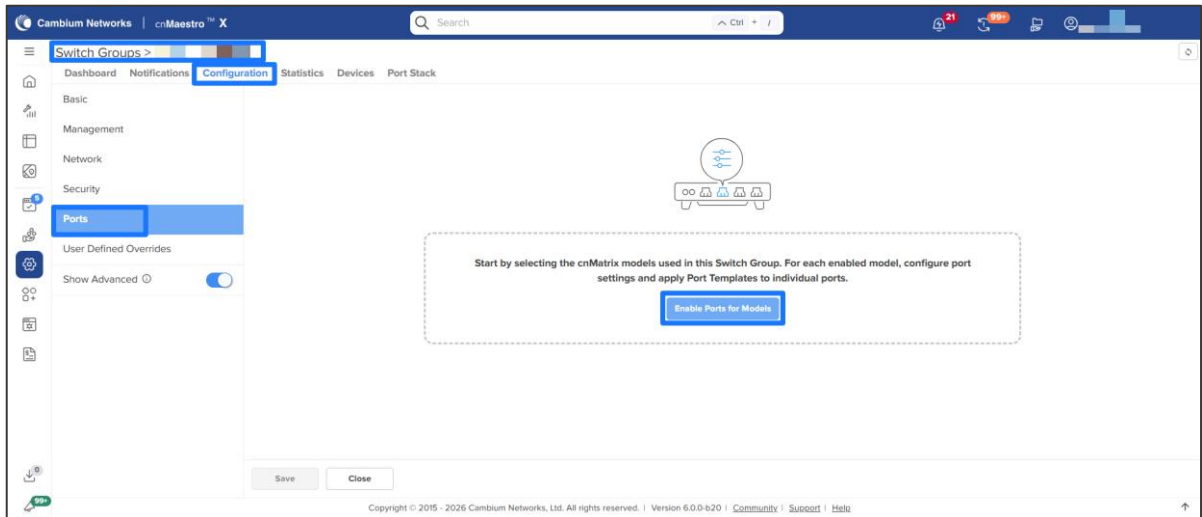 Cambium Networks | cnMaestro™ X
Search
Ctrl + /
21
99+
Switch Groups >
Dashboard Notifications Configuration Statistics Devices Port Stack
Basic
Management
Network
Security
Ports
User Defined Overrides
Show Advanced
Start by selecting the cnMatrix models used in this Switch Group. For each enabled model, configure port
settings and apply Port Templates to individual ports.
Enable Ports for Models
0
99+
Save Close
Copyright © 2015 - 2026 Cambium Networks, Ltd. All rights reserved. | Version 6.0.0-b20 | Community | Support | Help